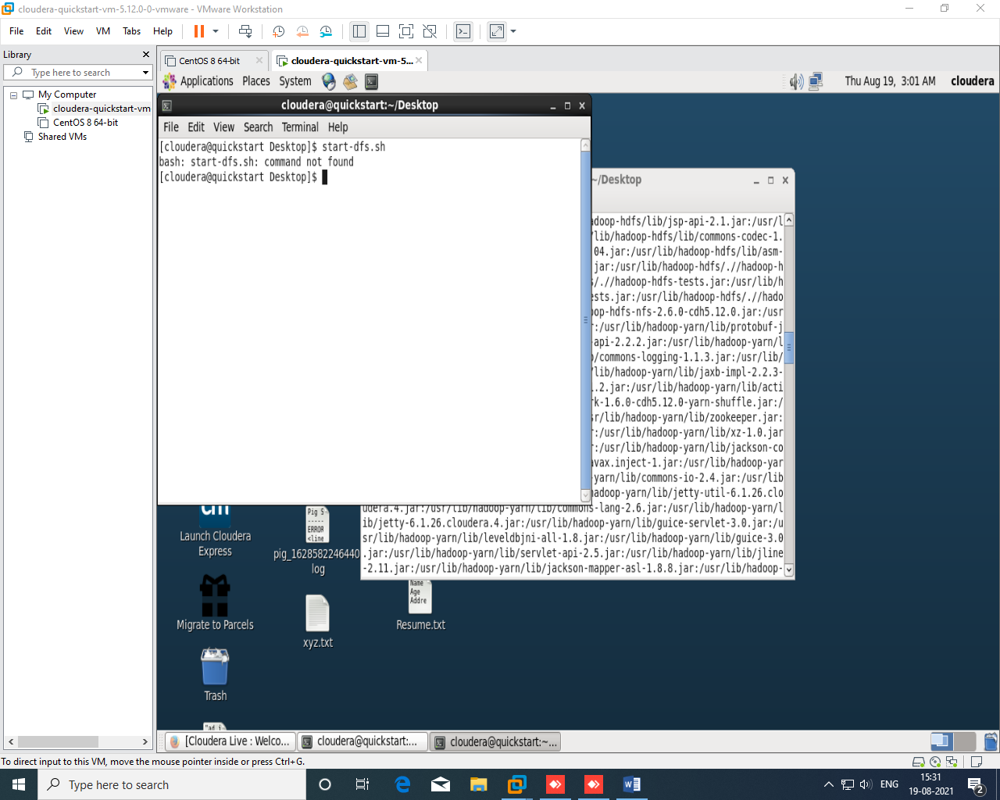 cloudera-quickstart-vm-5.12.0-0-vmware - VMware Workstation
File Edit View VM Tabs Help
Library
Type here to search
My Computer
cloudera-quickstart-vm
CentOS 8 64-bit
Shared VMs
CentOS 8 64-bit
cloudera-quickstart-vm-5...
Applications Places System
Thu Aug 19, 3:01 AM cloudera
cloudera@quickstart:~/Desktop
File Edit View Search Terminal Help
[cloudera@quickstart Desktop]$ start-dfs.sh
bash: start-dfs.sh: command not found
[cloudera@quickstart Desktop]$
~/Desktop
adoop-hdfs/lib/jsp-api-2.1.jar:/usr/l
/lib/hadoop-hdfs/lib/commons-codec-1.
04.jar:/usr/lib/hadoop-hdfs/lib/asm-
jar:/usr/lib/hadoop-hdfs/.//hadoop-h
/.//hadoop-hdfs-tests.jar:/usr/lib/h
ests.jar:/usr/lib/hadoop-hdfs/.//hado
op-hdfs-nfs-2.6.0-cdh5.12.0.jar:/usr
:/usr/lib/hadoop-yarn/lib/protobuf-j
-api-2.2.2.jar:/usr/lib/hadoop-yarn/l
/commons-logging-1.1.3.jar:/usr/lib/
/lib/hadoop-yarn/lib/jaxb-impl-2.2.3-
.2.jar:/usr/lib/hadoop-yarn/lib/acti
rk-1.6.0-cdh5.12.0-yarn-shuffle.jar:/
sr/lib/hadoop-yarn/lib/zookeeper.jar:
:/usr/lib/hadoop-yarn/lib/xz-1.0.jar
:/usr/lib/hadoop-yarn/lib/jackson-co
avax.inject-1.jar:/usr/lib/hadoop-yar
-yarn/lib/commons-io-2.4.jar:/usr/lib
hadoop-yarn/lib/jetty-util-6.1.26.clo
udera.4.jar:/usr/lib/hadoop-yarn/lib/commons-lang-2.6.jar:/usr/lib/hadoop-yarn/l
ib/jetty-6.1.26.cloudera.4.jar:/usr/lib/hadoop-yarn/lib/guice-servlet-3.0.jar:/u
sr/lib/hadoop-yarn/lib/leveldbjni-all-1.8.jar:/usr/lib/hadoop-yarn/lib/guice-3.0
.jar:/usr/lib/hadoop-yarn/lib/servlet-api-2.5.jar:/usr/lib/hadoop-yarn/lib/jline
-2.11.jar:/usr/lib/hadoop-yarn/lib/jackson-mapper-asl-1.8.8.jar:/usr/lib/hadoop-
cm
Launch Cloudera
Express
Pig S
-----
ERROR
<line
pig_1628582246440
log
Migrate to Parcels
xyz.txt
Name
Age
Addre
Resume.txt
Trash
"ad i
[Cloudera Live : Welco...
cloudera@quickstart:...
cloudera@quickstart:~...
To direct input to this VM, move the mouse pointer inside or press Ctrl+G.
Type here to search
ENG
15:31
19-08-2021
2